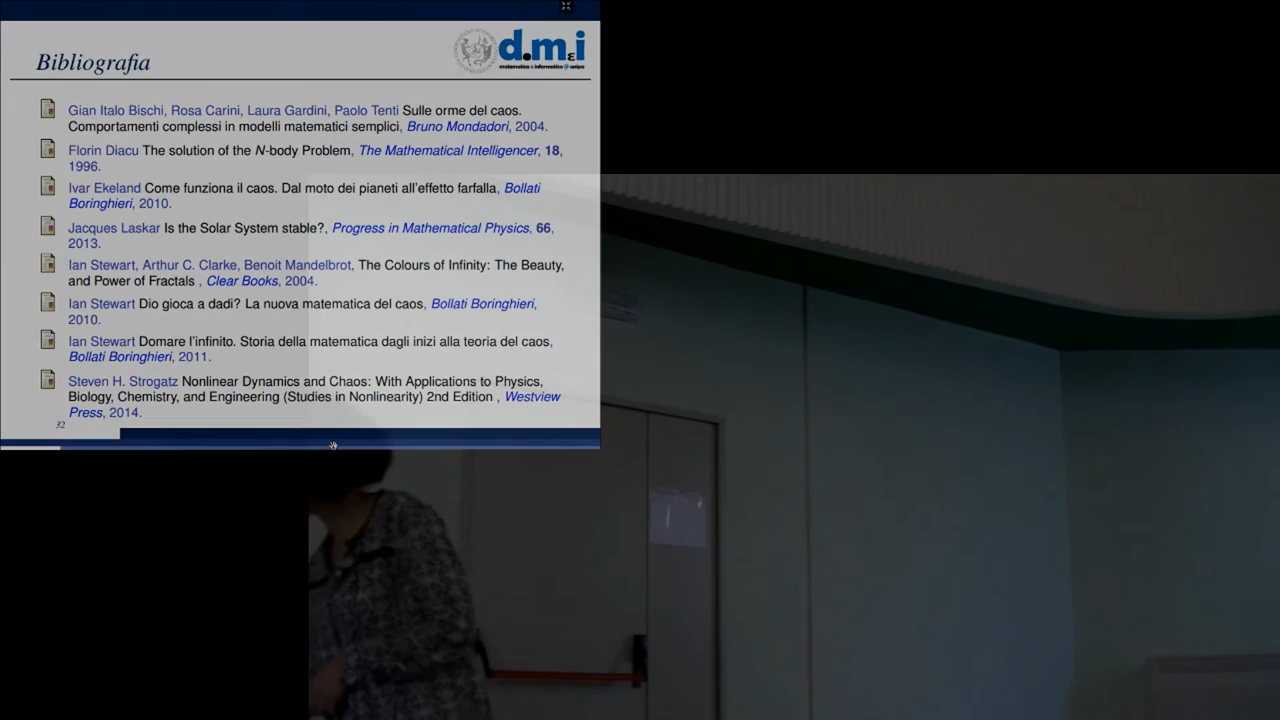 Bibliografia
d.mεi
matematica e informatica @ unipa
Gian Italo Bischi, Rosa Carini, Laura Gardini, Paolo Tenti Sulle orme del caos.
Comportamenti complessi in modelli matematici semplici, Bruno Mondadori, 2004.
Florin Diacu The solution of the N-body Problem, The Mathematical Intelligencer, 18,
1996.
Ivar Ekeland Come funziona il caos. Dal moto dei pianeti all'effetto farfalla, Bollati
Boringhieri, 2010.
Jacques Laskar Is the Solar System stable?, Progress in Mathematical Physics, 66,
2013.
Ian Stewart, Arthur C. Clarke, Benoit Mandelbrot, The Colours of Infinity: The Beauty,
and Power of Fractals , Clear Books, 2004.
Ian Stewart Dio gioca a dadi? La nuova matematica del caos, Bollati Boringhieri,
2010.
Ian Stewart Domare l'infinito. Storia della matematica dagli inizi alla teoria del caos,
Bollati Boringhieri, 2011.
Steven H. Strogatz Nonlinear Dynamics and Chaos: With Applications to Physics,
Biology, Chemistry, and Engineering (Studies in Nonlinearity) 2nd Edition , Westview
Press, 2014.
32